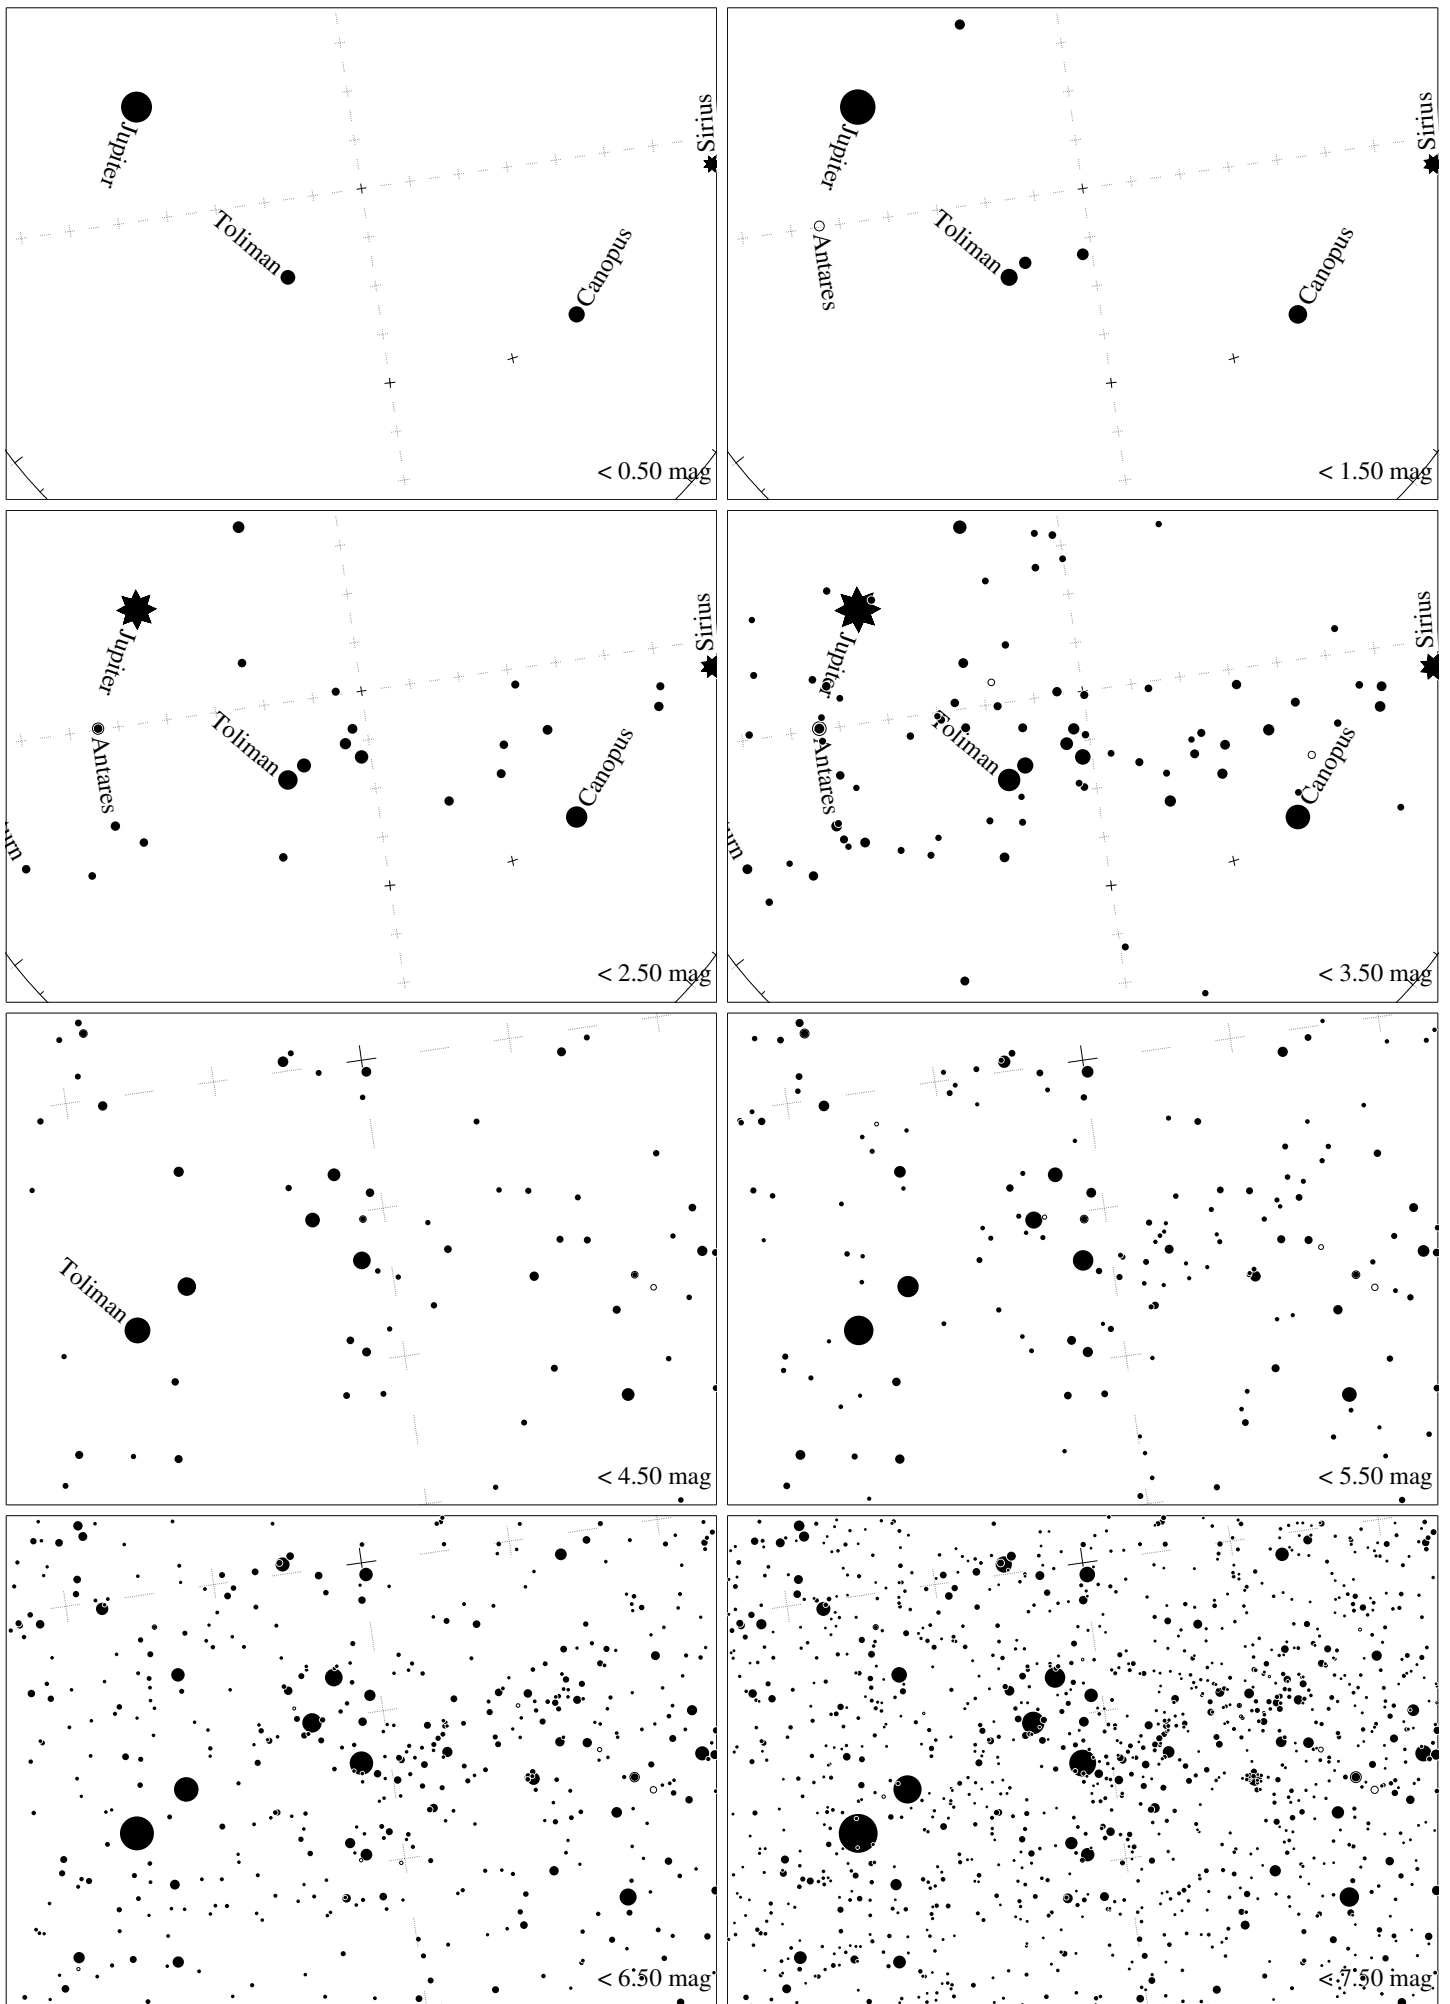 Jupiter
Sirius
Toliman
Canopus
< 0.50 mag
Jupiter
Sirius
Antares
Toliman
Canopus
< 1.50 mag
Jupiter
Sirius
Antares
Toliman
Canopus
urn
< 2.50 mag
Jupiter
Sirius
Antares
Toliman
Canopus
urn
< 3.50 mag
Toliman
< 4.50 mag
< 5.50 mag
< 6.50 mag
< 7.50 mag